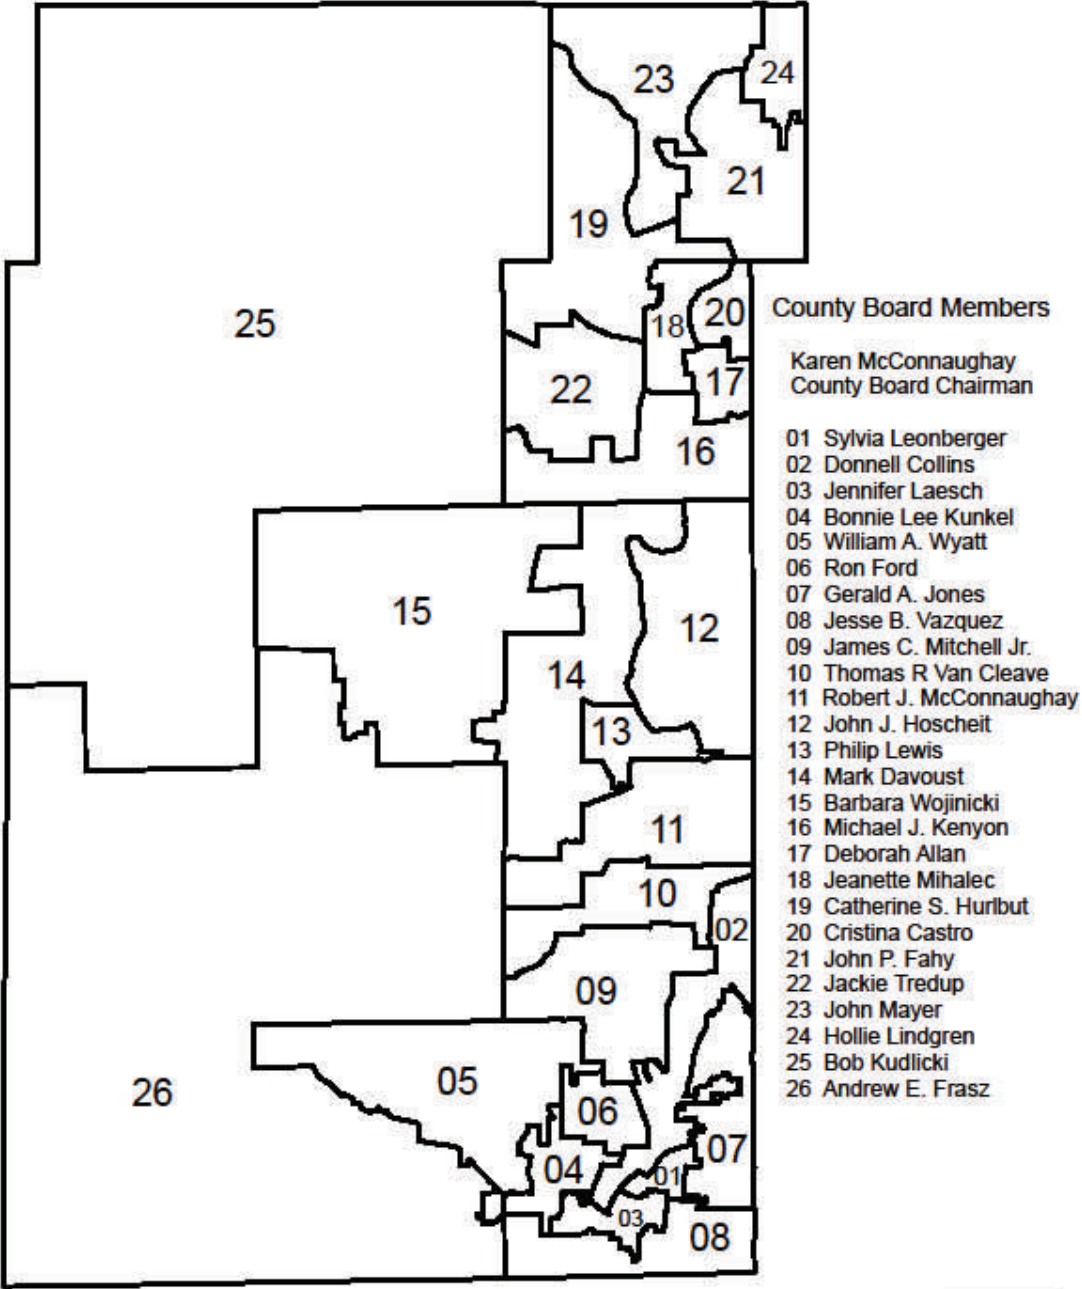 23
24
21
19
25
20
18
17
22
16
15
12
14
13
11
10
02
09
05
26
06
07
04
01
03
08
County Board Members
Karen McConnaughay
County Board Chairman
01 Sylvia Leonberger
02 Donnell Collins
03 Jennifer Laesch
04 Bonnie Lee Kunkel
05 William A. Wyatt
06 Ron Ford
07 Gerald A. Jones
08 Jesse B. Vazquez
09 James C. Mitchell Jr.
10 Thomas R Van Cleave
11 Robert J. McConnaughay
12 John J. Hoscheit
13 Philip Lewis
14 Mark Davoust
15 Barbara Wojinicki
16 Michael J. Kenyon
17 Deborah Allan
18 Jeanette Mihalec
19 Catherine S. Hurlbut
20 Cristina Castro
21 John P. Fahy
22 Jackie Tredup
23 John Mayer
24 Hollie Lindgren
25 Bob Kudlicki
26 Andrew E. Frasz